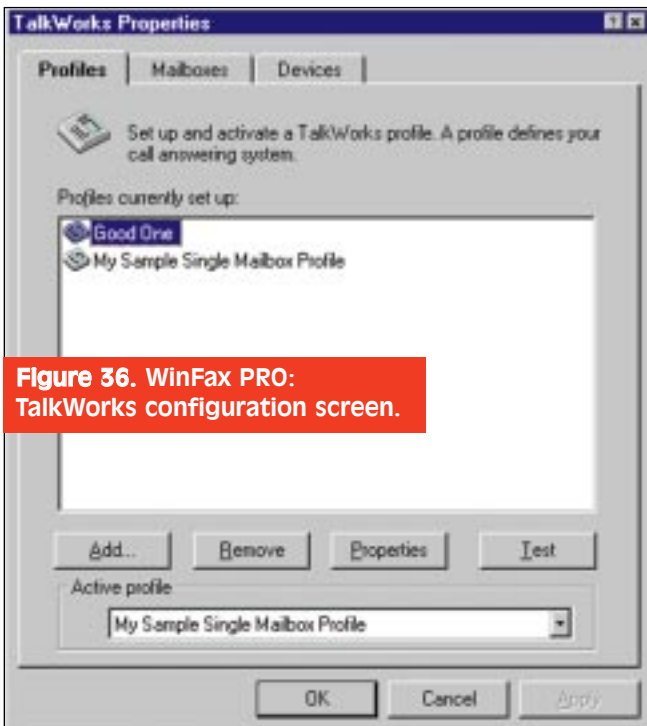 TalkWorks Properties
Profiles
Mailboxes
Devices
Set up and activate a TalkWorks profile. A profile defines your
call answering system.
Profiles currently set up:
Good One
My Sample Single Mailbox Profile
Figure 36. WinFax PRO:
TalkWorks configuration screen.
Add...
Remove
Properties
Test
Active profile
My Sample Single Mailbox Profile
OK
Cancel
Apply